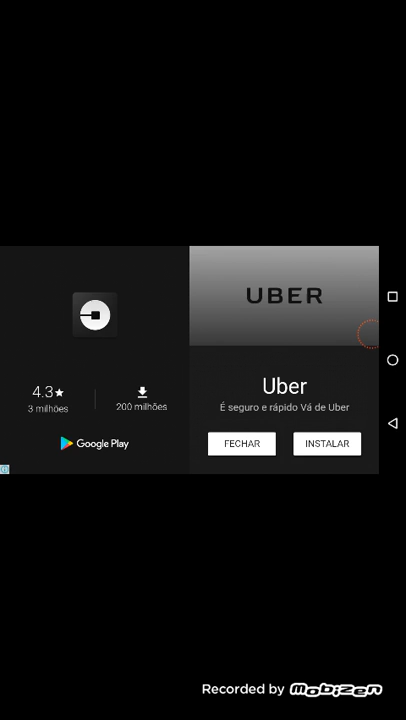 UBER
4.3★
3 milhões
200 milhões
Google Play
Uber
É seguro e rápido Vá de Uber
FECHAR
INSTALAR
Recorded by Mobizen